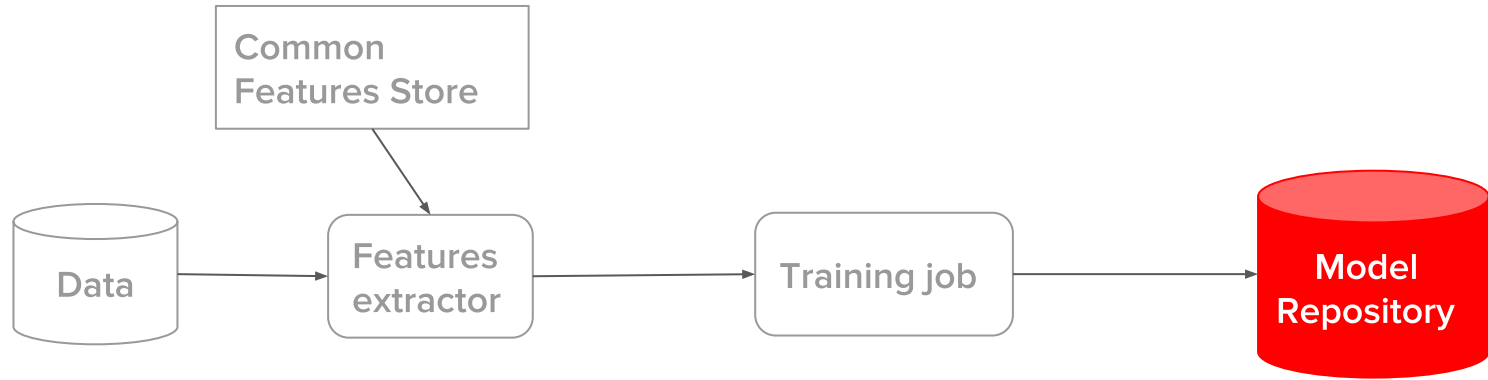 Common
Features Store
Data
Features
extractor
Training job
Model
Repository